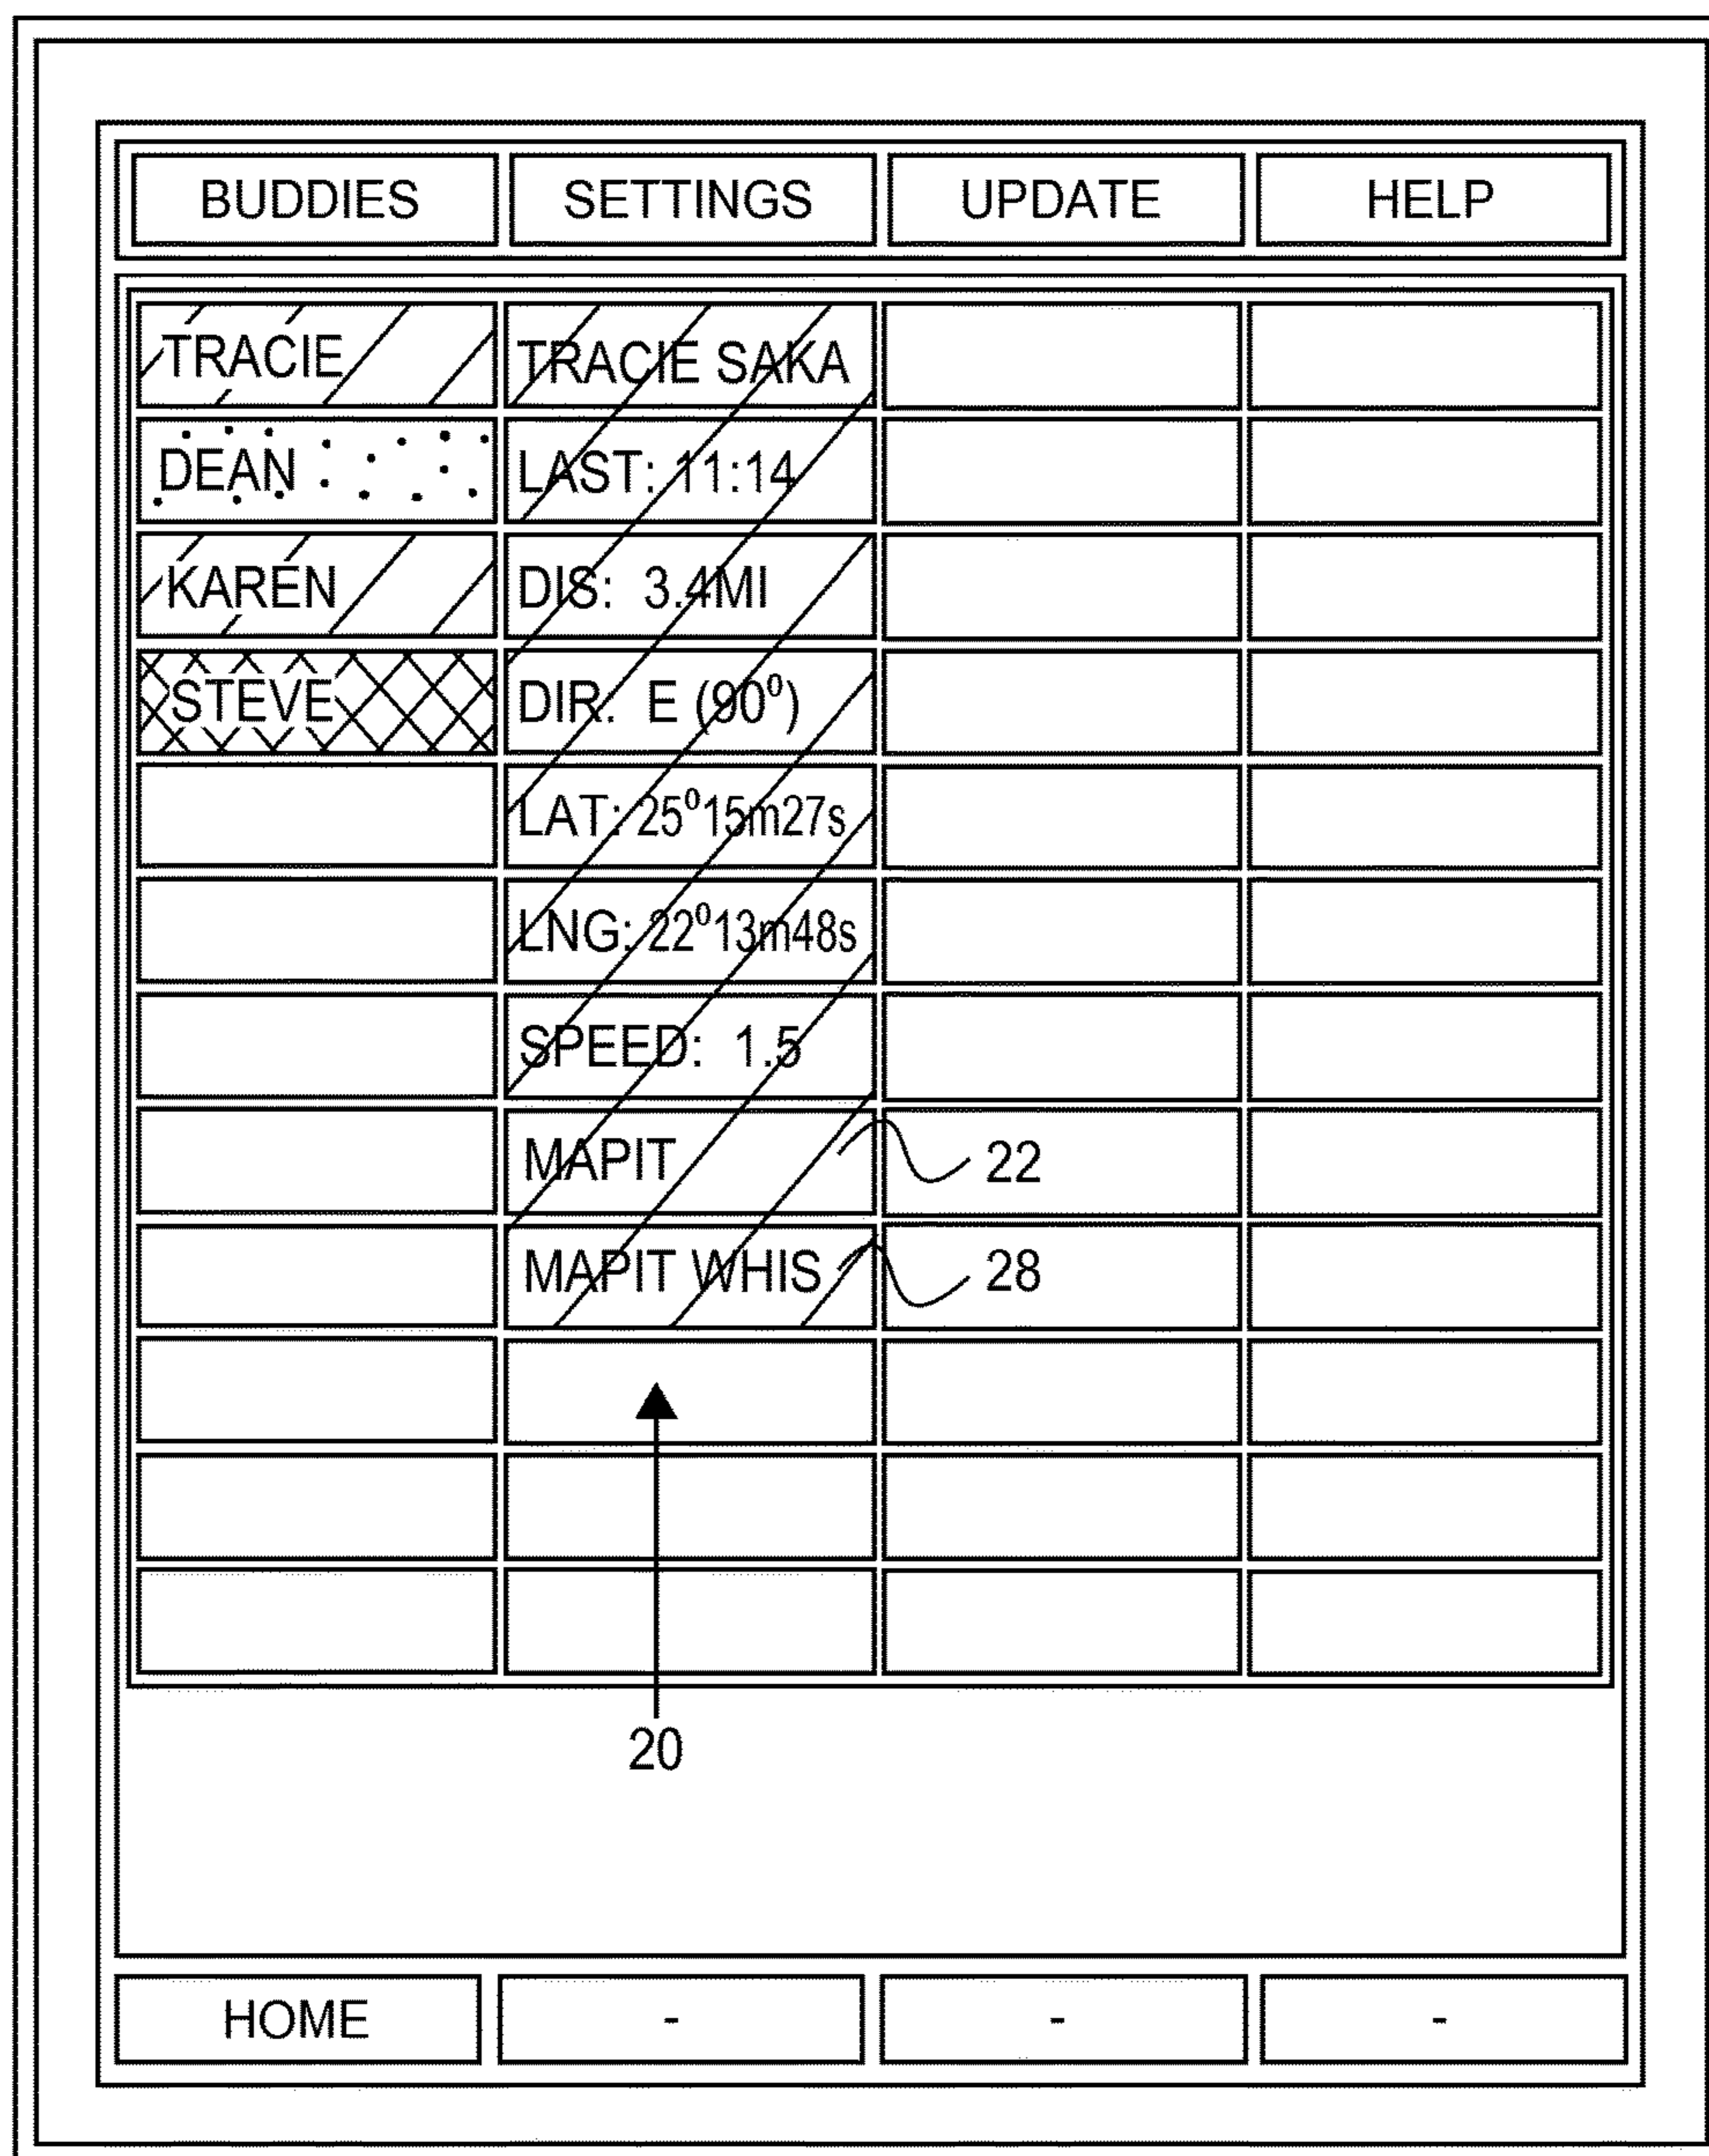 BUDDIES SETTINGS UPDATE HELP
TRACIE TRACIE SAKA
DEAN LAST: 11:14
KAREN DIS: 3.4MI
STEVE DIR: E (90⁰)
LAT: 25⁰15m27s
LNG: 22⁰13m48s
SPEED: 1.5
MAPIT 22
MAPIT WHIS 28
20
HOME - - -